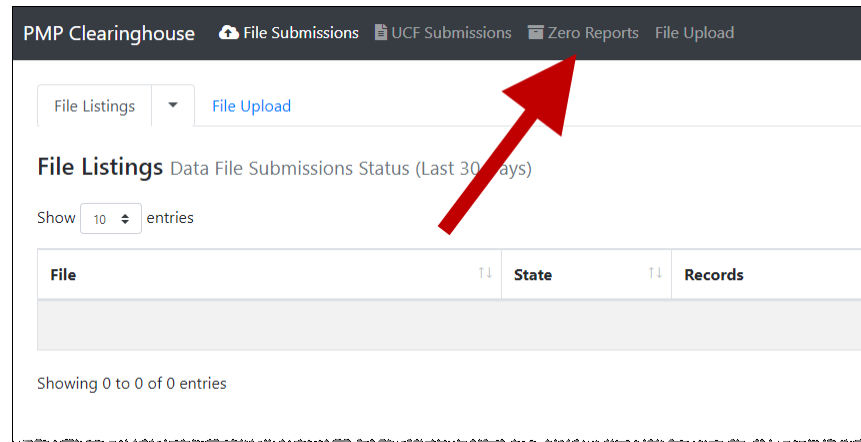 PMP Clearinghouse File Submissions UCF Submissions Zero Reports File Upload
File Listings File Upload
File Listings Data File Submissions Status (Last 30 ays)
Show 10 entries
File State Records
Showing 0 to 0 of 0 entries